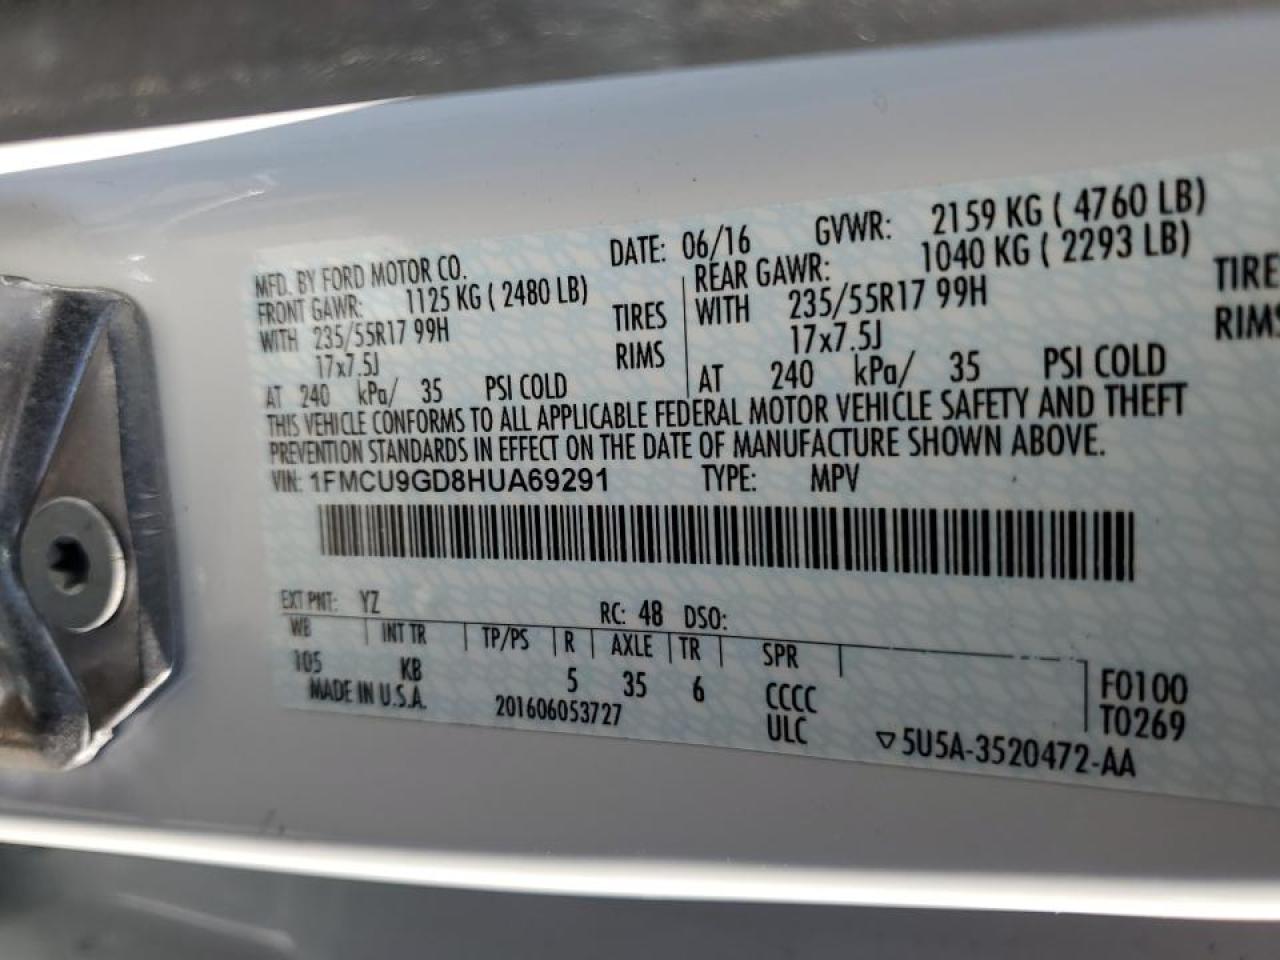 MFD. BY FORD MOTOR CO.
DATE: 06/16 GVWR: 2159 KG ( 4760 LB)
FRONT GAWR: 1125 KG ( 2480 LB) REAR GAWR: 1040 KG ( 2293 LB)
WITH 235/55R17 99H TIRES WITH 235/55R17 99H TIRE
17x7.5J RIMS 17x7.5J RIMS
AT 240 kPa/ 35 PSI COLD AT 240 kPa/ 35 PSI COLD
THIS VEHICLE CONFORMS TO ALL APPLICABLE FEDERAL MOTOR VEHICLE SAFETY AND THEFT
PREVENTION STANDARDS IN EFFECT ON THE DATE OF MANUFACTURE SHOWN ABOVE.
VIN: 1FMCU9GD8HUA69291 TYPE: MPV
EXT PNT: YZ RC: 48 DSO:
WB INT TR TP/PS R AXLE TR SPR
105 KB 5 35 6 CCCC F0100
MADE IN U.S.A. 201606053727 ULC T0269
5U5A-3520472-AA